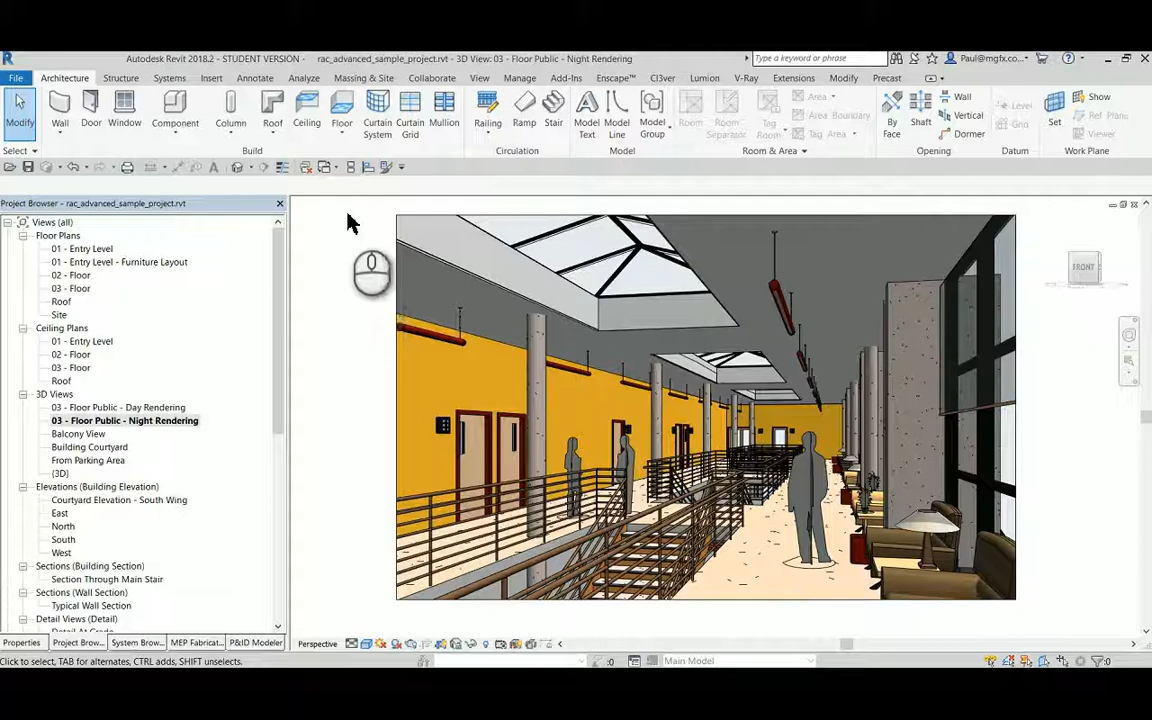 Autodesk Revit 2018.2 - STUDENT VERSION - rac_advanced_sample_project.rvt - 3D View: 03 - Floor Public - Night Rendering
Type a keyword or phrase
Paul@mgfx.co...
File Architecture Structure Systems Insert Annotate Analyze Massing & Site Collaborate View Manage Add-Ins Enscape™ CI3ver Lumion V-Ray Extensions Modify Precast
Modify Wall Door Window Component Column Roof Ceiling Floor Curtain System Curtain Grid Mullion Railing Ramp Stair Model Text Model Line Model Group Room Room Separator Tag Room Area Area Boundary Tag Area By Face Shaft Wall Vertical Dormer Level Grid Set Show Ref Plane Viewer
Select Build Circulation Model Room & Area Opening Datum Work Plane
Project Browser - rac_advanced_sample_project.rvt
Views (all)
Floor Plans
01 - Entry Level
01 - Entry Level - Furniture Layout
02 - Floor
03 - Floor
Roof
Site
Ceiling Plans
01 - Entry Level
02 - Floor
03 - Floor
Roof
3D Views
03 - Floor Public - Day Rendering
03 - Floor Public - Night Rendering
Balcony View
Building Courtyard
From Parking Area
{3D}
Elevations (Building Elevation)
Courtyard Elevation - South Wing
East
North
South
West
Sections (Building Section)
Section Through Main Stair
Sections (Wall Section)
Typical Wall Section
Detail Views (Detail)
FRONT
Properties Project Brow... System Brow... MEP Fabricat... P&ID Modeler
Perspective
Click to select, TAB for alternates, CTRL adds, SHIFT unselects.
:0
Main Model
:0